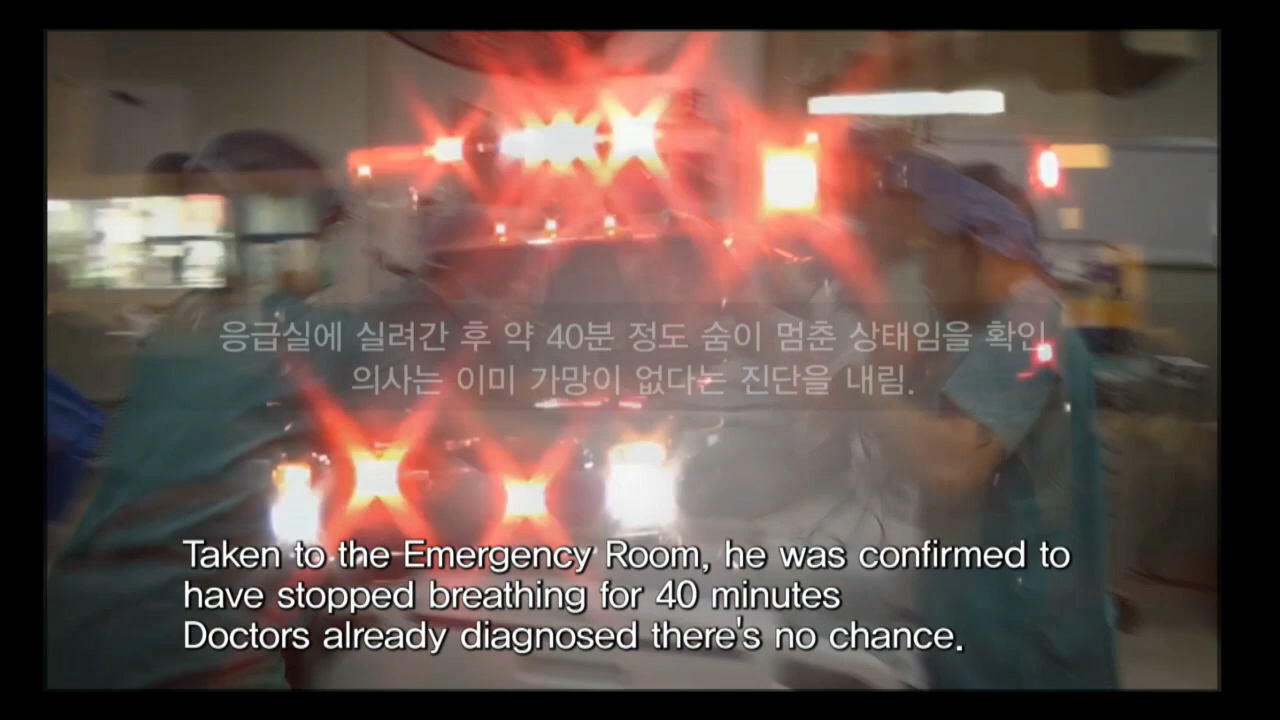 응급실에 실려간 후 약 40분 정도 숨이 멈춘 상태임을 확인
의사는 이미 가망이 없다는 진단을 내림.
Taken to the Emergency Room, he was confirmed to
have stopped breathing for 40 minutes
Doctors already diagnosed there's no chance.